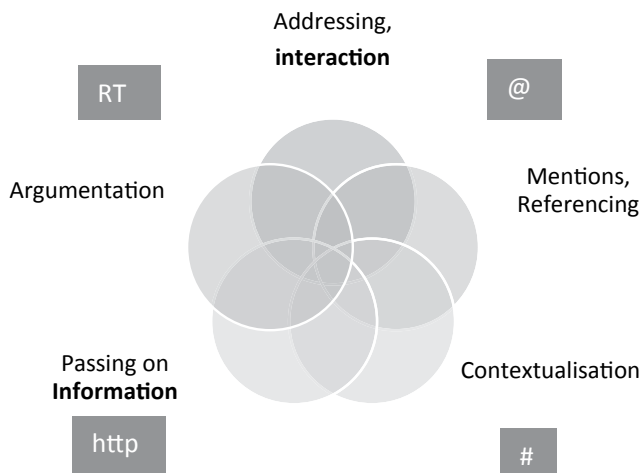 Addressing,
interaction
RT
@
Argumentation
Mentions,
Referencing
Passing on
Information
Contextualisation
http
#